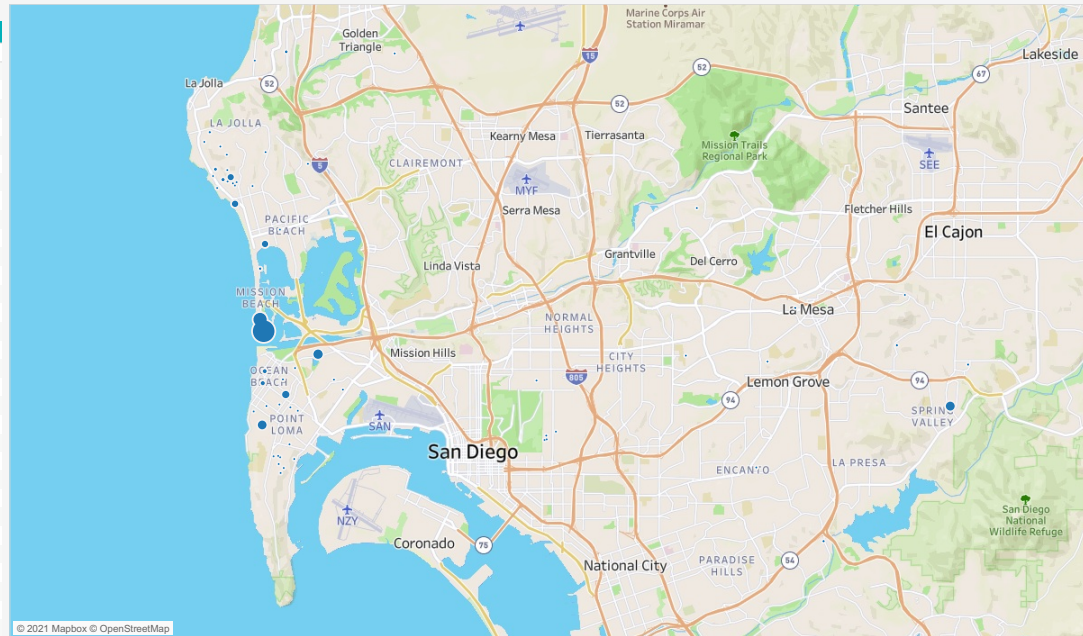 Marine Corps Air
Station Miramar
Golden
Triangle
15
52
Lakeside
67
La Jolla
52
52
Santee
LA JOLLA
Kearny Mesa
Tierrasanta
Mission Trails
Regional Park
CLAIREMONT
5
SEE
MYF
Serra Mesa
Fletcher Hills
PACIFIC
BEACH
El Cajon
Grantville
Del Cerro
Linda Vista
MISSION
BEACH
La Mesa
NORMAL
HEIGHTS
Mission Hills
CITY
HEIGHTS
OCEAN
BEACH
805
Lemon Grove
94
94
SPRING
VALLEY
POINT
LOMA
SAN
San Diego
ENCANTO
LA PRESA
NZY
San Diego
National
Wildlife Refuge
Coronado
75
National City
PARADISE
HILLS
54
© 2021 Mapbox © OpenStreetMap